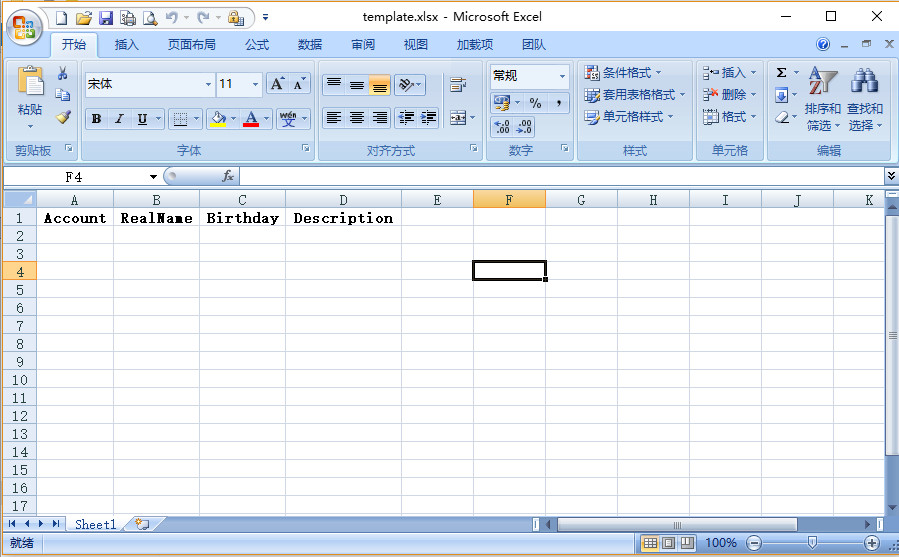 template.xlsx - Microsoft Excel
开始 插入 页面布局 公式 数据 审阅 视图 加载项 团队
宋体 11 A A 常规 条件格式 插入 Σ
粘贴 B I U A wén 文 % , 套用表格格式 删除 排序和 查找和
.00 .00 单元格样式 格式 筛选 选择
剪贴板 字体 对齐方式 数字 样式 单元格 编辑
F4 fx
A B C D E F G H I J K
1 Account RealName Birthday Description
2
3
4
5
6
7
8
9
10
11
12
13
14
15
16
17
Sheet1
就绪 100%